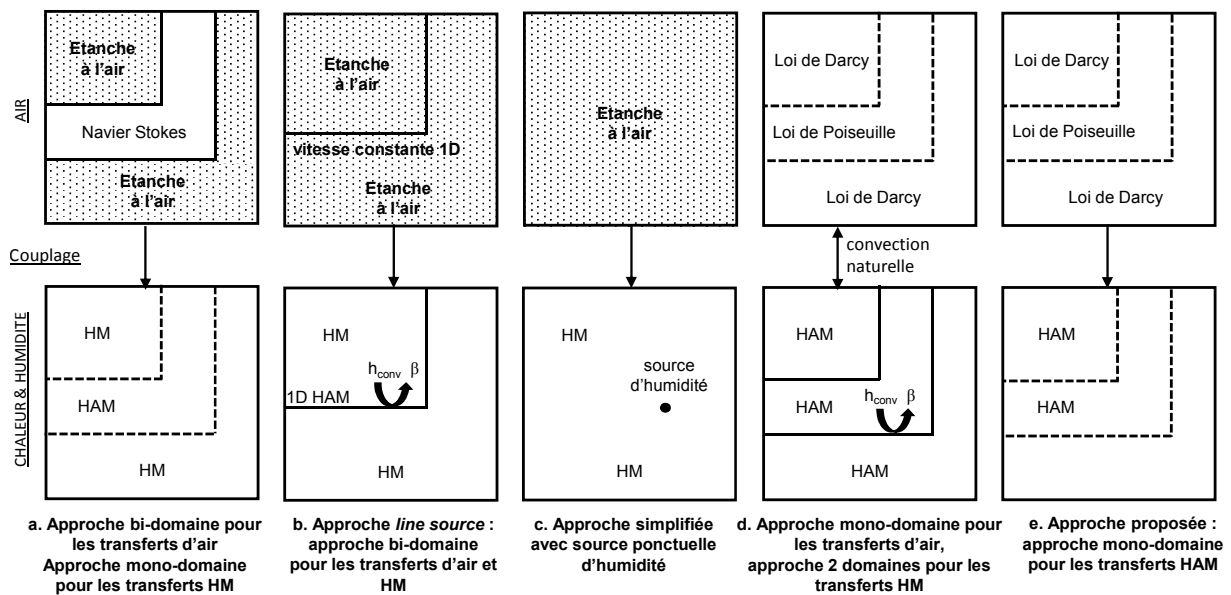 AIR
Etanche
à l'air
Navier Stokes
Etanche
à l'air
Etanche
à l'air
vitesse constante 1D
Etanche
à l'air
Etanche
à l'air
Loi de Darcy
Loi de Poiseuille
Loi de Darcy
Loi de Darcy
Loi de Poiseuille
Loi de Darcy
Couplage
convection
naturelle
CHALEUR & HUMIDITE
HM
HAM
HM
HM
h_conv β
1D HAM
HM
HM
source
d'humidité
HM
HAM
HAM
h_conv β
HAM
HAM
HAM
a. Approche bi-domaine pour
les transferts d'air
Approche mono-domaine
pour les transferts HM
b. Approche line source :
approche bi-domaine
pour les transferts d'air et
HM
c. Approche simplifiée
avec source ponctuelle
d'humidité
d. Approche mono-domaine pour
les transferts d'air,
approche 2 domaines pour les
transferts HM
e. Approche proposée :
approche mono-domaine
pour les transferts HAM